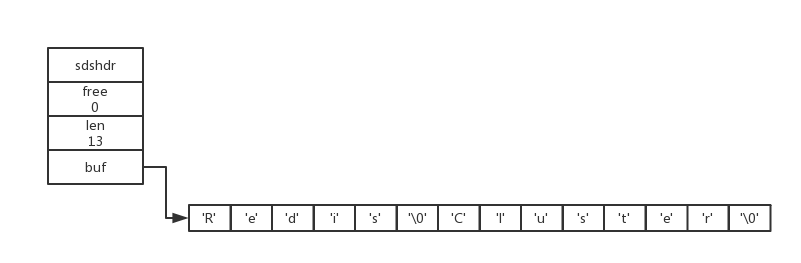 sdshdr
free
0
len
13
buf
'R' 'e' 'd' 'i' 's' '\0' 'C' 'l' 'u' 's' 't' 'e' 'r' '\0'